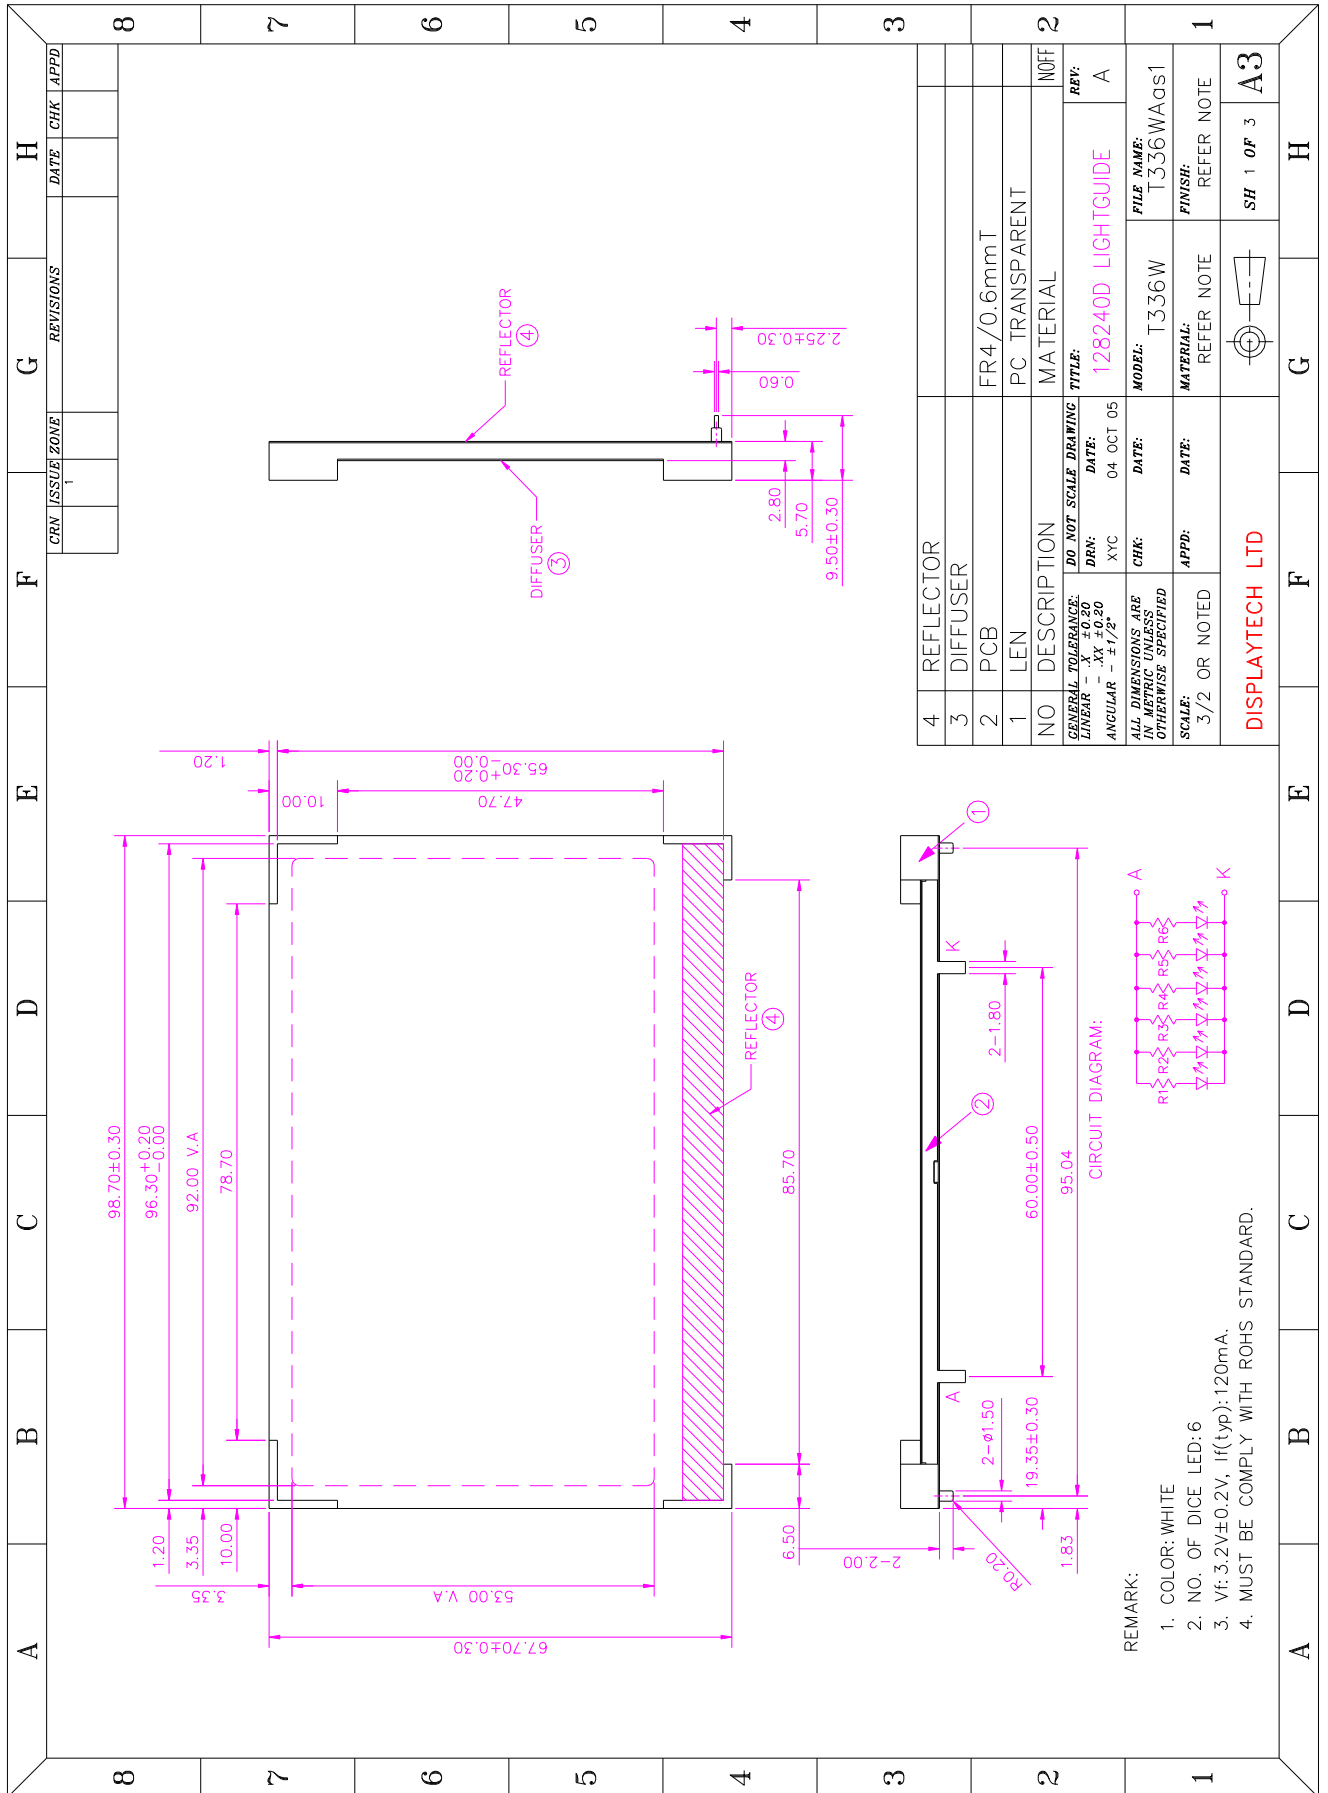 A
B
C
D
E
F
G
H
8
7
6
5
4
3
2
1
CRN
ISSUE
ZONE
REVISIONS
DATE
CHK
APPD
1
98.70±0.30
96.30+0.20
-0.00
92.00 V.A
78.70
1.20
3.35
10.00
3.35
53.00 V.A
67.70±0.30
1.20
65.30+0.20
-0.00
10.00
47.70
REFLECTOR
4
85.70
6.50
DIFFUSER
3
REFLECTOR
4
2.80
5.70
9.50±0.30
0.60
2.25±0.30
1
2
A
K
2-2.00
R0.20
2-ø1.50
2-1.80
19.35±0.30
60.00±0.50
1.83
95.04
CIRCUIT DIAGRAM:
R1
R2
R3
R4
R5
R6
A
K
REMARK:
1. COLOR: WHITE
2. NO. OF DICE LED: 6
3. Vf: 3.2V±0.2V, If(typ): 120mA.
4. MUST BE COMPLY WITH ROHS STANDARD.
4 REFLECTOR
3 DIFFUSER
2 PCB FR4/0.6mmT
1 LEN PC TRANSPARENT
NO DESCRIPTION MATERIAL NOFF
GENERAL TOLERANCE:
LINEAR - .X ±0.20
- .XX ±0.20
ANGULAR - ±1/2°
DO NOT SCALE DRAWING
DRN: DATE:
XYC 04 OCT 05
TITLE:
128240D LIGHTGUIDE
REV:
A
ALL DIMENSIONS ARE
IN METRIC UNLESS
OTHERWISE SPECIFIED
CHK: DATE:
MODEL:
T336W
FILE NAME:
T336WAas1
SCALE:
3/2 OR NOTED
APPD: DATE:
MATERIAL:
REFER NOTE
FINISH:
REFER NOTE
DISPLAYTECH LTD
SH 1 OF 3
A3
8
7
6
5
4
3
2
1
A
B
C
D
E
F
G
H